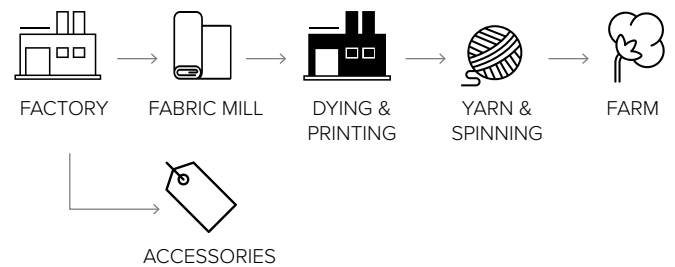 FACTORY
FABRIC MILL
DYING &
PRINTING
YARN &
SPINNING
FARM
ACCESSORIES